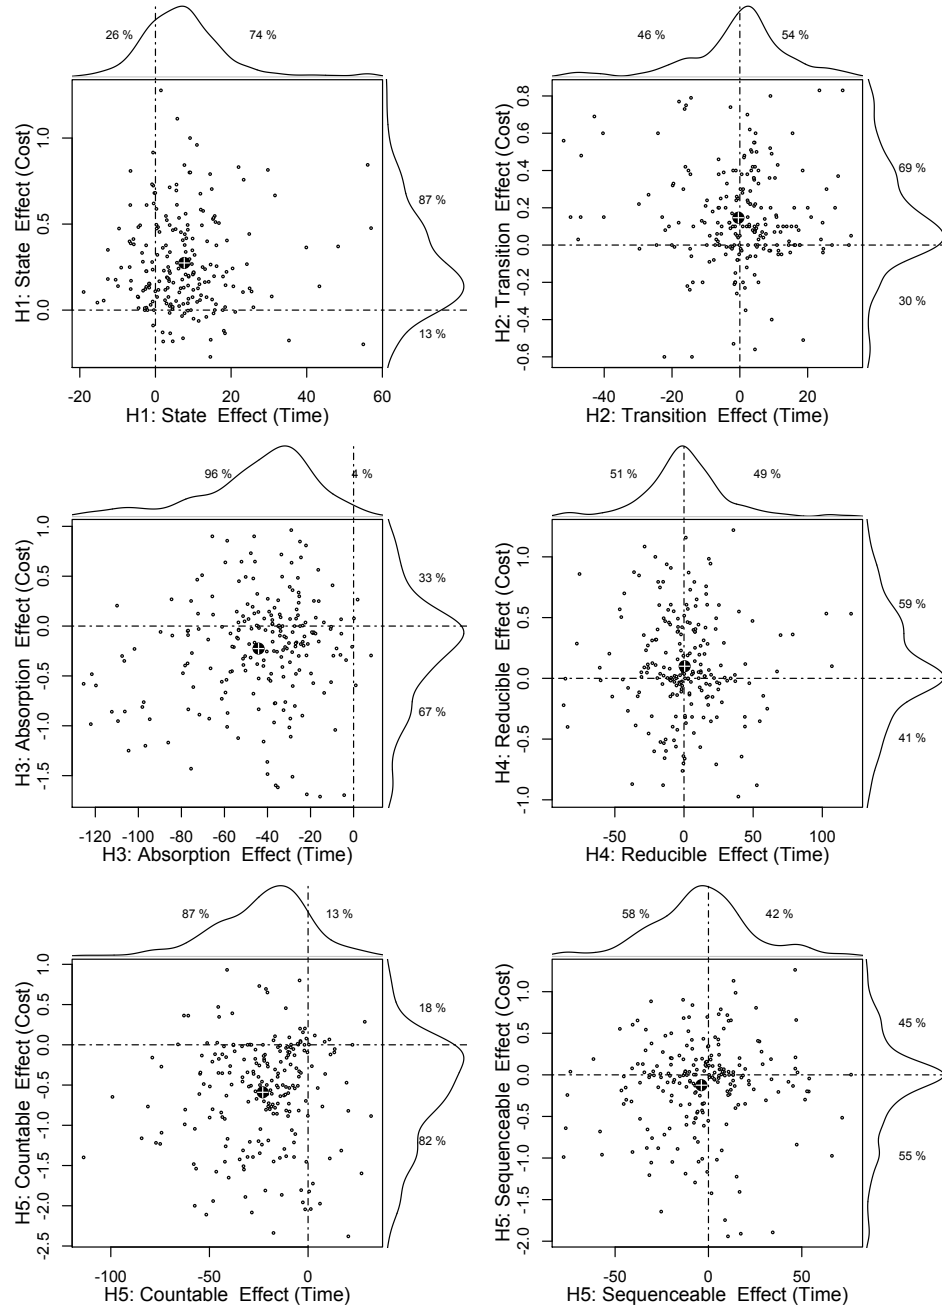 26 %
74 %
H1: State Effect (Cost)
0.0 0.5 1.0
87 %
13 %
-20 0 20 40 60
H1: State Effect (Time)
46 %
54 %
H2: Transition Effect (Cost)
-0.6 -0.4 -0.2 0.0 0.2 0.4 0.6 0.8
69 %
30 %
-50 -20 0 20
H2: Transition Effect (Time)
96 %
4 %
H3: Absorption Effect (Cost)
-1.5 -1.0 -0.5 0.0 0.5 1.0
33 %
67 %
-120 -100 -80 -60 -40 -20 0
H3: Absorption Effect (Time)
51 %
49 %
H4: Reducible Effect (Cost)
-1.0 -0.5 0.0 0.5 1.0
59 %
41 %
-50 0 50 100
H4: Reducible Effect (Time)
87 %
13 %
H5: Countable Effect (Cost)
-2.5 -2.0 -1.5 -1.0 -0.5 0.0 0.5 1.0
18 %
82 %
-100 -50 0
H5: Countable Effect (Time)
58 %
42 %
H5: Sequenceable Effect (Cost)
-2.0 -1.0 0.0 0.5 1.0
45 %
55 %
-50 0 50
H5: Sequenceable Effect (Time)